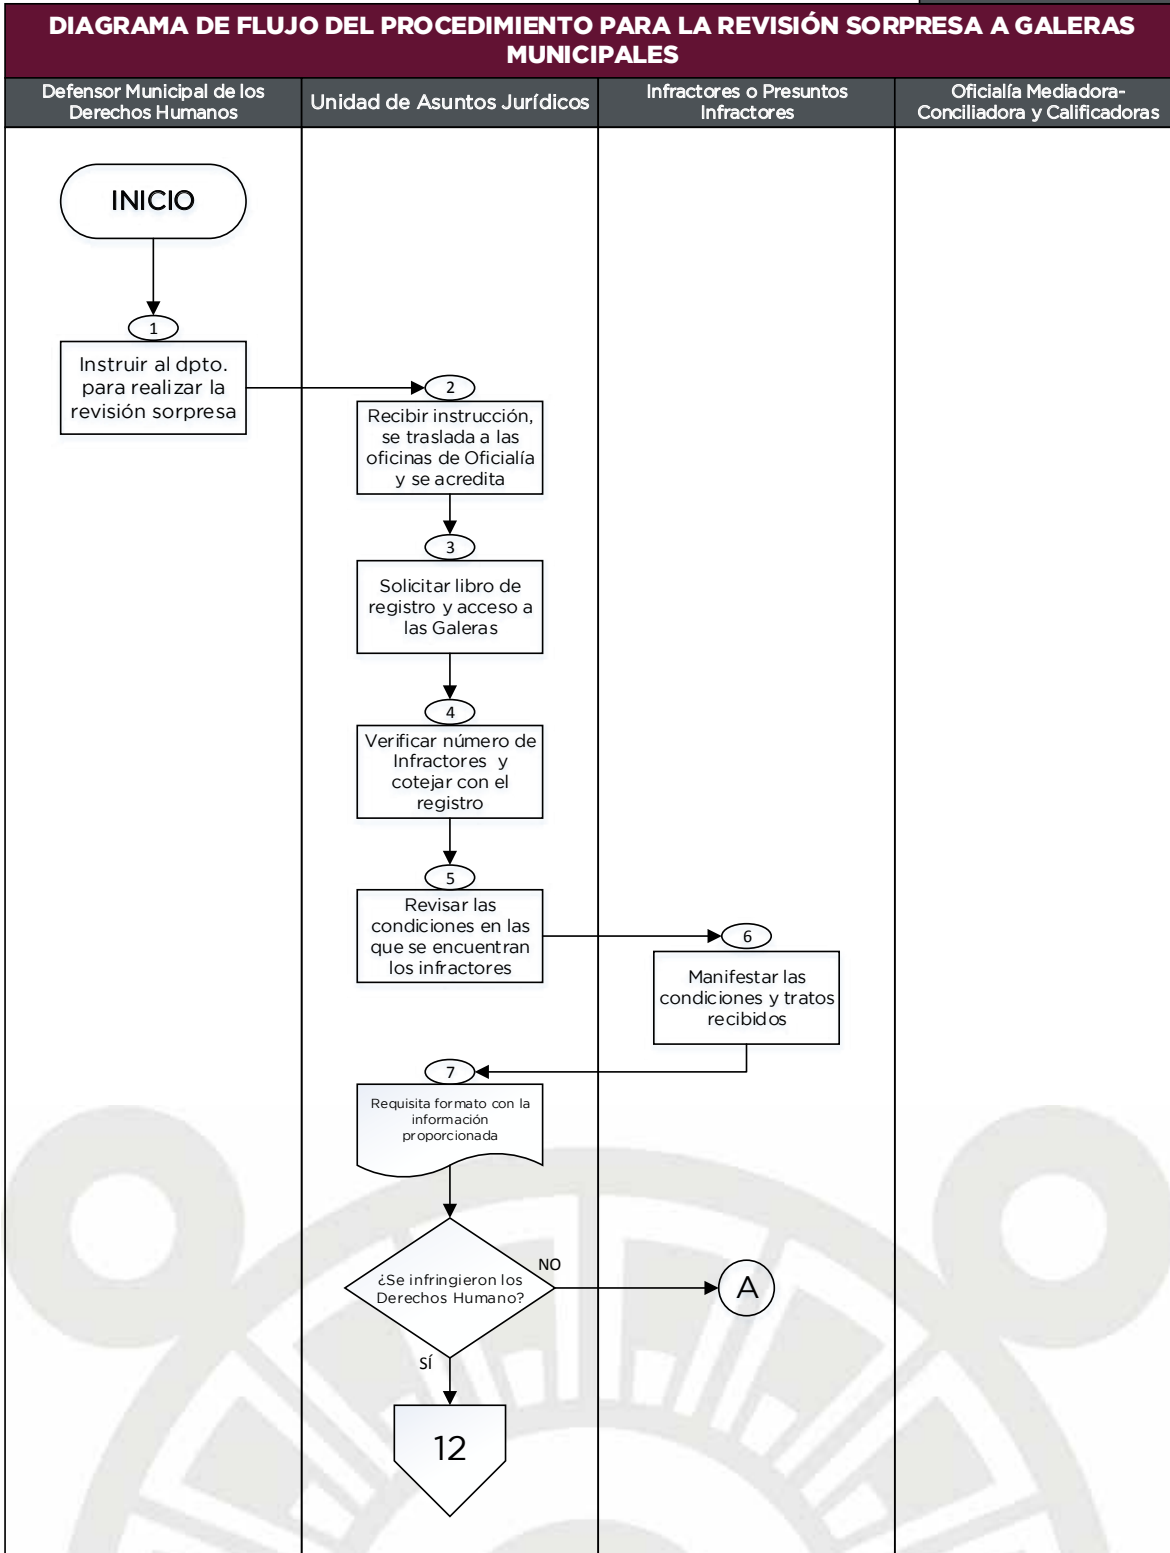 DIAGRAMA DE FLUJO DEL PROCEDIMIENTO PARA LA REVISIÓN SORPRESA A GALERAS
MUNICIPALES
Defensor Municipal de los
Derechos Humanos
Unidad de Asuntos Jurídicos
Infractores o Presuntos
Infractores
Oficialía Mediadora-
Conciliadora y Calificadoras
INICIO
1
Instruir al dpto.
para realizar la
revisión sorpresa
2
Recibir instrucción,
se traslada a las
oficinas de Oficialía
y se acredita
3
Solicitar libro de
registro y acceso a
las Galeras
4
Verificar número de
Infractores y
cotejar con el
registro
5
Revisar las
condiciones en las
que se encuentran
los infractores
6
Manifestar las
condiciones y tratos
recibidos
7
Requisita formato con la
información
proporcionada
¿Se infringieron los
Derechos Humano?
NO
A
SÍ
12